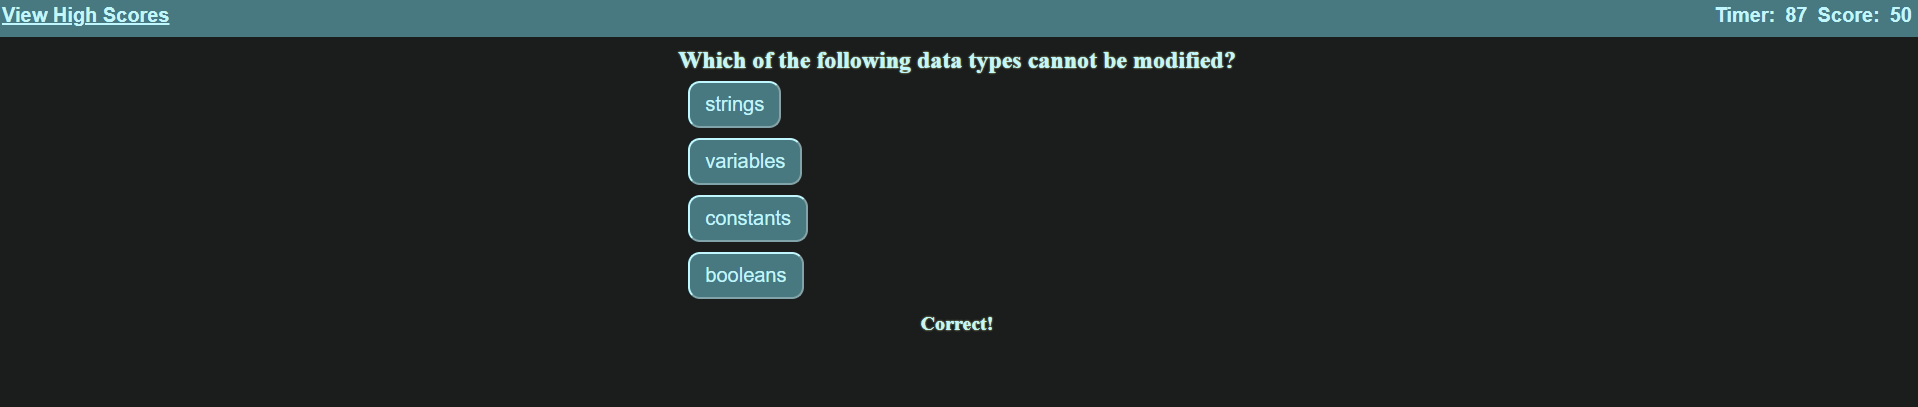 View High Scores Timer: 87 Score: 50
Which of the following data types cannot be modified?
strings
variables
constants
booleans
Correct!